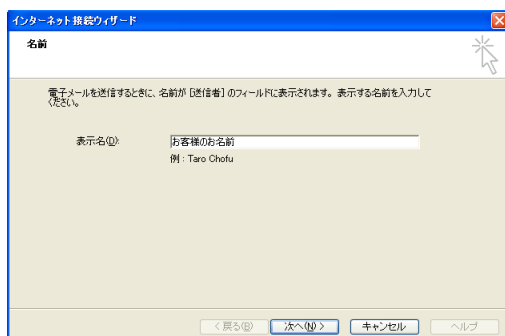 インターネット接続ウィザード
名前
電子メールを送信するときに、名前が [送信者] のフィールドに表示されます。表示する名前を入力して
ください。
表示名(D):
お客様のお名前
例 : Taro Chofu
< 戻る(B)
次へ(N) >
キャンセル
ヘルプ